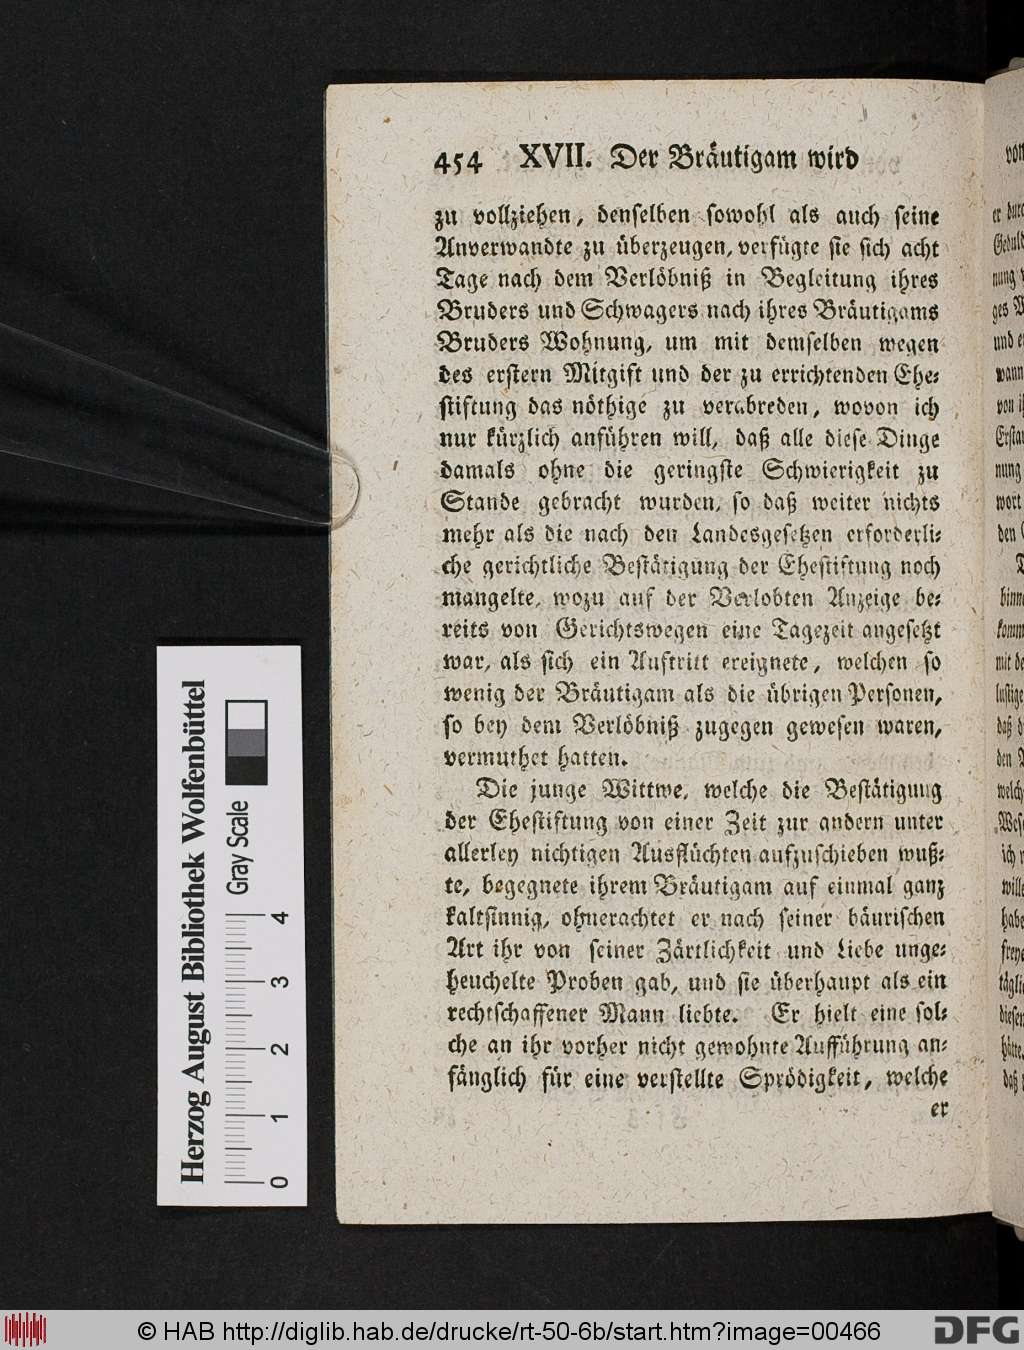 454 XVII. Der Bräutigam wird
zu vollziehen, denselben sowohl als auch seine
Anverwandte zu überzeugen, verfügte sie sich acht
Tage nach dem Verlöbniß in Begleitung ihres
Bruders und Schwagers nach ihres Bräutigams
Bruders Wohnung, um mit demselben wegen
des erstern Mitgift und der zu errichtenden Ehe⸗
stiftung das nöthige zu verabreden, wovon ich
nur kürzlich anführen will, daß alle diese Dinge
damals ohne die geringste Schwierigkeit zu
Stande gebracht wurden, so daß weiter nichts
mehr als die nach den Landesgesetzen erforderli⸗
che gerichtliche Bestätigung der Ehestiftung noch
mangelte, wozu auf der Verlobten Anzeige be⸗
reits von Gerichtswegen eine Tagezeit angesetzt
war, als sich ein Auftritt ereignete, welchen so
wenig der Bräutigam als die übrigen Personen,
so bey dem Verlöbniß zugegen gewesen waren,
vermuthet hatten.
Die junge Wittwe, welche die Bestätigung
der Ehestiftung von einer Zeit zur andern unter
allerley nichtigen Ausflüchten aufzuschieben wuß⸗
te, begegnete ihrem Bräutigam auf einmal ganz
kaltsinnig, ohnerachtet er nach seiner bäurischen
Art ihr von seiner Zärtlichkeit und Liebe unge⸗
heuchelte Proben gab, und sie überhaupt als ein
rechtschaffener Mann liebte. Er hielt eine sol⸗
che an ihr vorher nicht gewohnte Aufführung an⸗
fänglich für eine verstellte Sprödigkeit, welche
er
Herzog August Bibliothek Wolfenbüttel
Gray Scale
0 1 2 3 4
© HAB http://diglib.hab.de/drucke/rt-50-6b/start.htm?image=00466
DFG